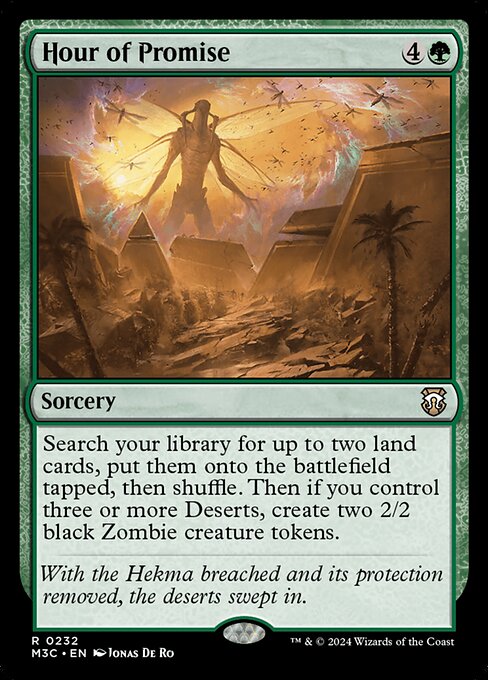 Hour of Promise 4
Sorcery
Search your library for up to two land
cards, put them onto the battlefield
tapped, then shuffle. Then if you control
three or more Deserts, create two 2/2
black Zombie creature tokens.
With the Hekma breached and its protection
removed, the deserts swept in.
R 0232
™ & © 2024 Wizards of the Coast
M3C • EN Jonas De Ro